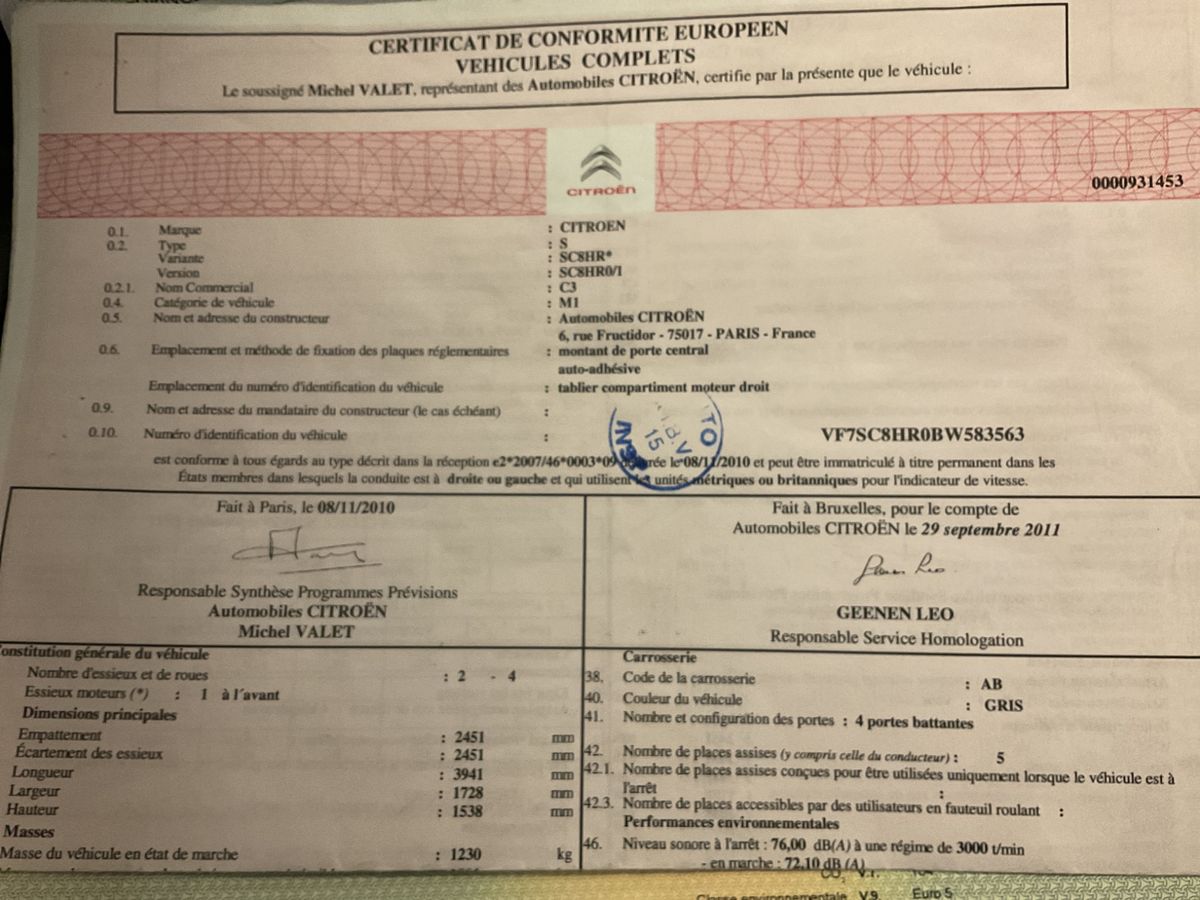 CERTIFICAT DE CONFORMITE EUROPEEN
VEHICULES COMPLETS
Le soussigné Michel VALET, représentant des Automobiles CITROËN, certifie par la présente que le véhicule :
CITROËN
0000931453
0.1. Marque : CITROEN
0.2. Type : S
Variante : SC8HR*
Version : SC8HR0/1
0.2.1. Nom Commercial : C3
0.4. Catégorie de véhicule : M1
0.5. Nom et adresse du constructeur : Automobiles CITROËN
6, rue Fructidor - 75017 - PARIS - France
0.6. Emplacement et méthode de fixation des plaques réglementaires : montant de porte central
auto-adhésive
Emplacement du numéro d'identification du véhicule : tablier compartiment moteur droit
0.9. Nom et adresse du mandataire du constructeur (le cas échéant) :
0.10. Numéro d'identification du véhicule : VF7SC8HR0BW583563
15
est conforme à tous égards au type décrit dans la réception e2*2007/46*0003*09 le 08/11/2010 et peut être immatriculé à titre permanent dans les
États membres dans lesquels la conduite est à droite ou gauche et qui utilisent les unités métriques ou britanniques pour l'indicateur de vitesse.
Fait à Paris, le 08/11/2010
Responsable Synthèse Programmes Prévisions
Automobiles CITROËN
Michel VALET
Fait à Bruxelles, pour le compte de
Automobiles CITROËN le 29 septembre 2011
GEENEN LEO
Responsable Service Homologation
onstitution générale du véhicule
Nombre d'essieux et de roues : 2 - 4
Essieux moteurs (*) : 1 à l'avant
Dimensions principales
Empattement : 2451 mm
Écartement des essieux : 2451 mm
Longueur : 3941 mm
Largeur : 1728 mm
Hauteur : 1538 mm
Masses
Masse du véhicule en état de marche : 1230 kg
Carrosserie
38. Code de la carrosserie : AB
40. Couleur du véhicule : GRIS
41. Nombre et configuration des portes : 4 portes battantes
42. Nombre de places assises (y compris celle du conducteur) : 5
42.1. Nombre de places assises conçues pour être utilisées uniquement lorsque le véhicule est à
l'arrêt :
42.3. Nombre de places accessibles par des utilisateurs en fauteuil roulant :
Performances environnementales
46. Niveau sonore à l'arrêt : 76,00 dB(A) à une régime de 3000 t/min
- en marche : 72,10 dB (A)
V.9 Euro 5